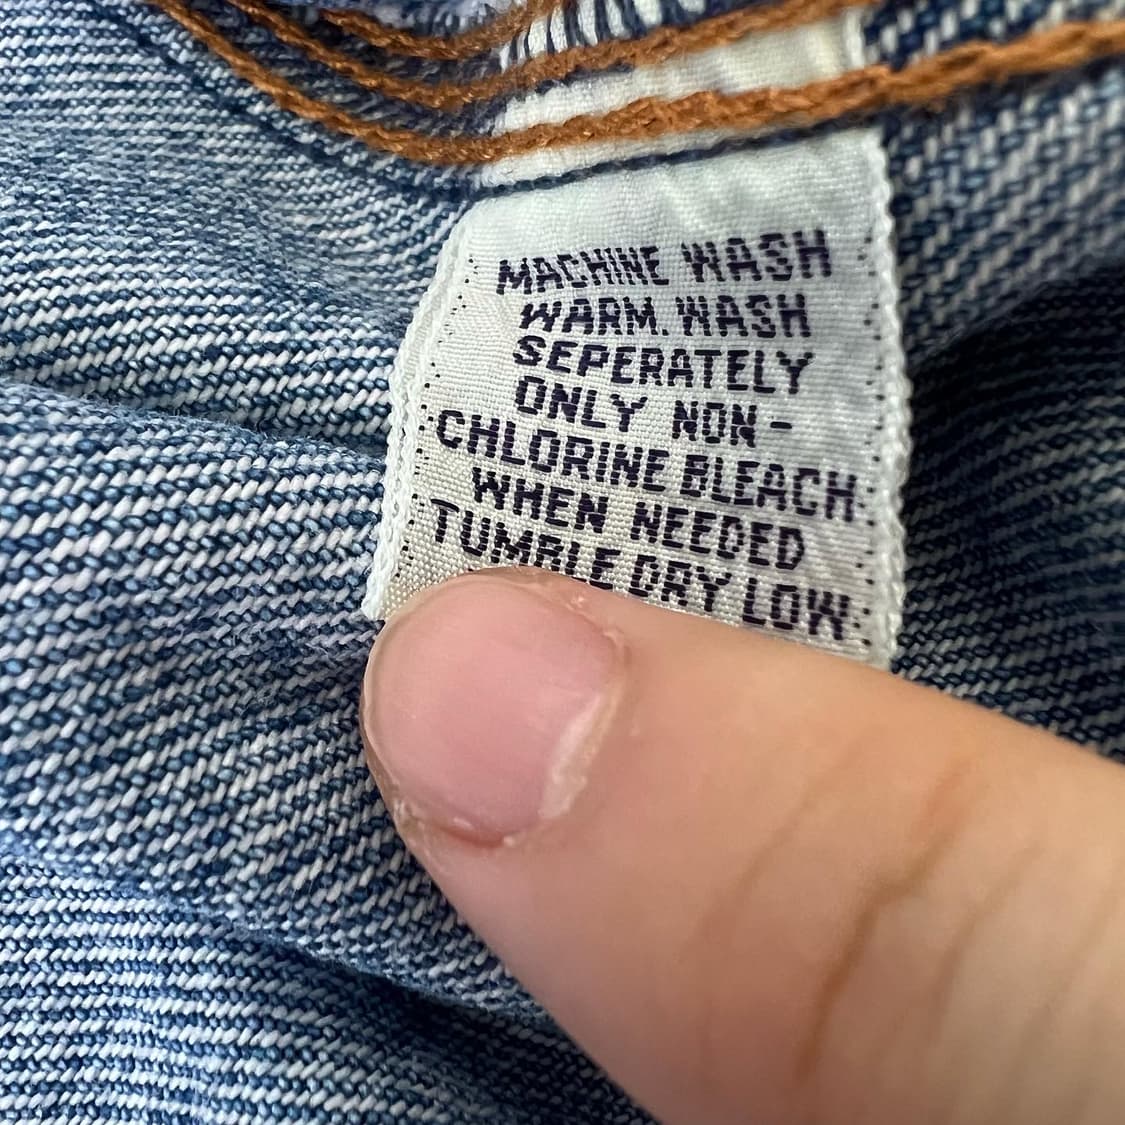 MACHINE WASH
WARM. WASH
SEPERATELY
ONLY NON-
CHLORINE BLEACH
WHEN NEEDED
TUMBLE DRY LOW